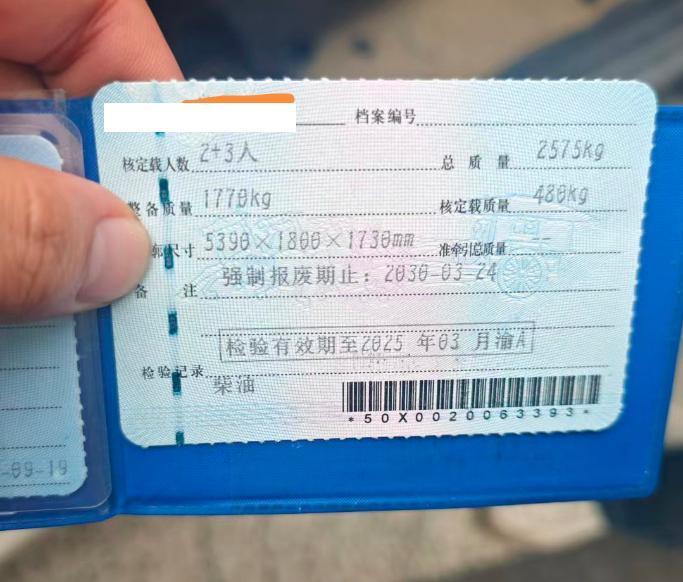 档案编号
核定载人数 2+3人 总质量 2575kg
整备质量 1770kg 核定载质量 480kg
廓尺寸 5390×1800×1730mm 准牵引总质量 --
备注 强制报废期止：2030-03-24
检验有效期至2025年03月渝A
检验记录 柴油
*50X0020063393*
-09-19